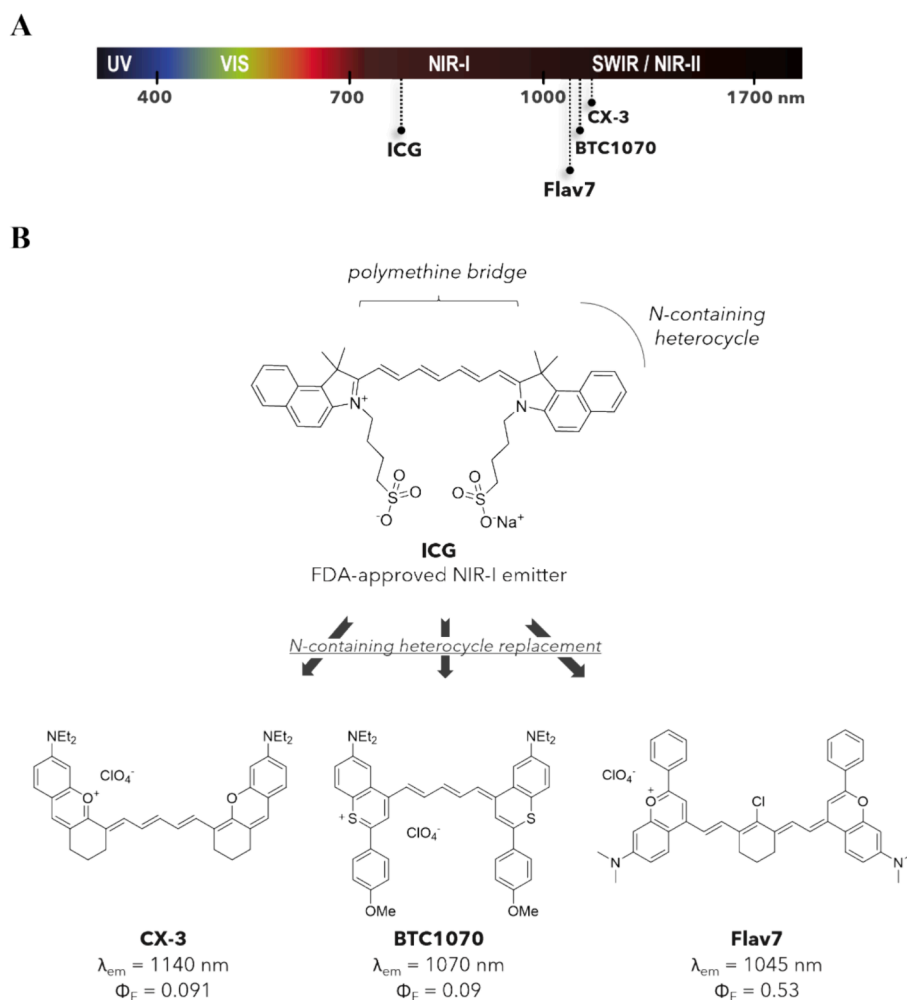 A
UV VIS NIR-I SWIR / NIR-II
400 700 1000 1700 nm
CX-3
ICG BTC1070
Flav7
B
polymethine bridge
N-containing
heterocycle
N+ N
O O
S O O S
O
-O O-Na+
ICG
FDA-approved NIR-I emitter
N-containing heterocycle replacement
NEt2 NEt2 NEt2 NEt2
ClO4- ClO4-
O+ O Cl
O+ O
S+ S
ClO4-
N N
OMe OMe
CX-3 BTC1070 Flav7
λem = 1140 nm λem = 1070 nm λem = 1045 nm
ΦF = 0.091 ΦF = 0.09 ΦF = 0.53